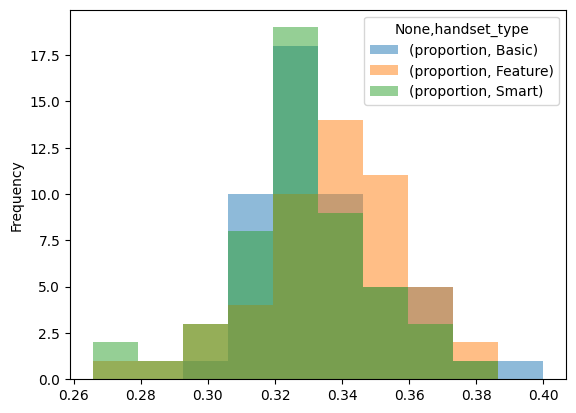 None,handset_type
(proportion, Basic)
(proportion, Feature)
(proportion, Smart)
Frequency
17.5
15.0
12.5
10.0
7.5
5.0
2.5
0.0
0.26 0.28 0.30 0.32 0.34 0.36 0.38 0.40